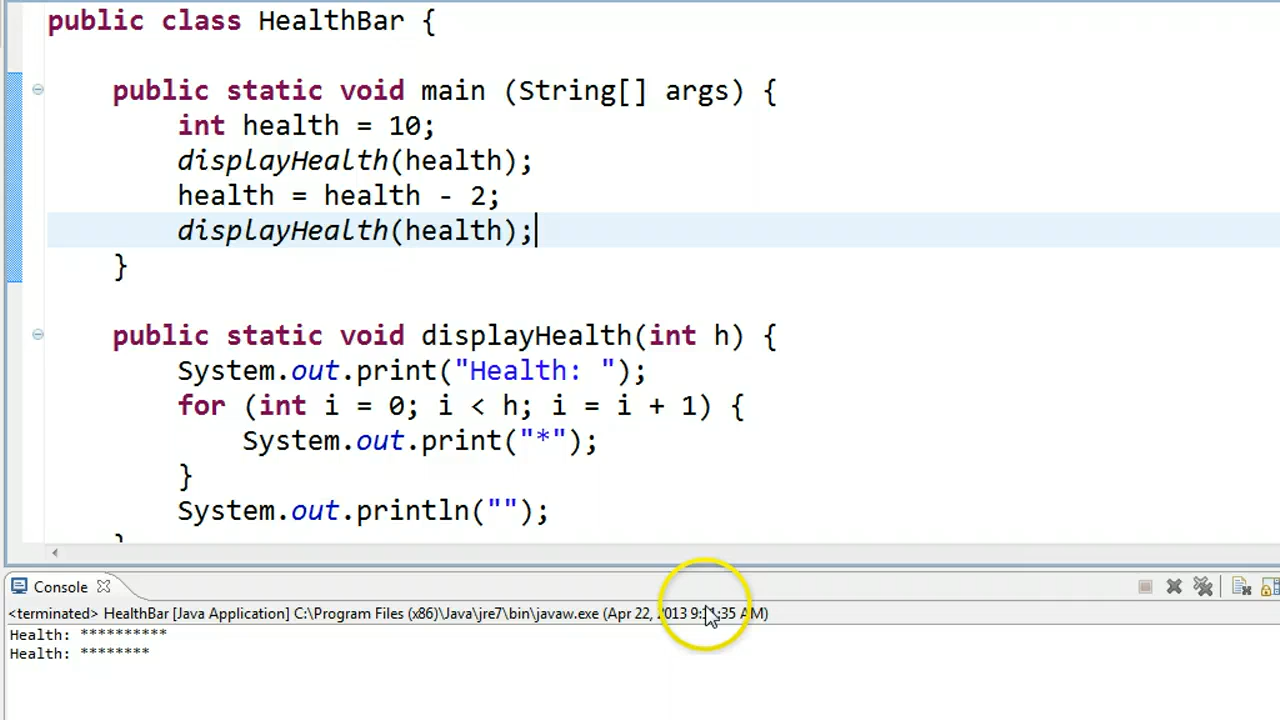 public class HealthBar {
public static void main (String[] args) {
int health = 10;
displayHealth(health);
health = health - 2;
displayHealth(health);
}
public static void displayHealth(int h) {
System.out.print("Health: ");
for (int i = 0; i < h; i = i + 1) {
System.out.print("*");
}
System.out.println("");
}
Console
<terminated> HealthBar [Java Application] C:\Program Files (x86)\Java\jre7\bin\javaw.exe (Apr 22, 2013 AM)
Health: **********
Health: ********